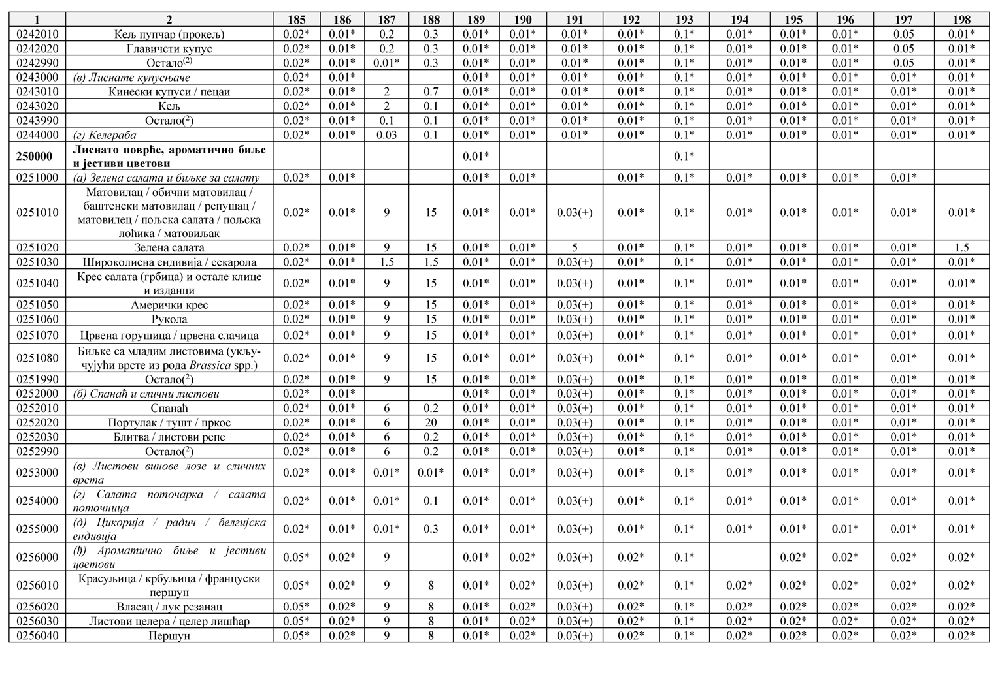 1 2 185 186 187 188 189 190 191 192 193 194 195 196 197 198
0242010 Кељ пупчар (прокељ) 0.02* 0.01* 0.2 0.3 0.01* 0.01* 0.01* 0.01* 0.1* 0.01* 0.01* 0.01* 0.05 0.01*
0242020 Главичсти купус 0.02* 0.01* 0.2 0.3 0.01* 0.01* 0.01* 0.01* 0.1* 0.01* 0.01* 0.01* 0.05 0.01*
0242990 Остало(2) 0.02* 0.01* 0.01* 0.3 0.01* 0.01* 0.01* 0.01* 0.1* 0.01* 0.01* 0.01* 0.05 0.01*
0243000 (в) Лиснате купусњаче 0.02* 0.01* 0.01* 0.01* 0.01* 0.01* 0.1* 0.01* 0.01* 0.01* 0.01* 0.01*
0243010 Кинески купуси / пецаи 0.02* 0.01* 2 0.7 0.01* 0.01* 0.01* 0.01* 0.1* 0.01* 0.01* 0.01* 0.01* 0.01*
0243020 Кељ 0.02* 0.01* 2 0.1 0.01* 0.01* 0.01* 0.01* 0.1* 0.01* 0.01* 0.01* 0.01* 0.01*
0243990 Остало(2) 0.02* 0.01* 0.1 0.1 0.01* 0.01* 0.01* 0.01* 0.1* 0.01* 0.01* 0.01* 0.01* 0.01*
0244000 (г) Келераба 0.02* 0.01* 0.03 0.1 0.01* 0.01* 0.01* 0.01* 0.1* 0.01* 0.01* 0.01* 0.01* 0.01*
250000 Лиснато поврће, ароматично биље
и јестиви цветови 0.01* 0.1*
0251000 (а) Зелена салата и биљке за салату 0.02* 0.01* 0.01* 0.01* 0.01* 0.1* 0.01* 0.01* 0.01* 0.01*
Матовилац / обични матовилац /
баштенски матовилац / репушац /
0251010 матовилец / пољска салата / пољска 0.02* 0.01* 9 15 0.01* 0.01* 0.03(+) 0.01* 0.1* 0.01* 0.01* 0.01* 0.01* 0.01*
лоћика / матовиљак
0251020 Зелена салата 0.02* 0.01* 9 15 0.01* 0.01* 5 0.01* 0.1* 0.01* 0.01* 0.01* 0.01* 1.5
0251030 Широколисна ендивија / ескарола 0.02* 0.01* 1.5 1.5 0.01* 0.01* 0.03(+) 0.01* 0.1* 0.01* 0.01* 0.01* 0.01* 0.01*
0251040 Крес салата (грбица) и остале клице
и изданци 0.02* 0.01* 9 15 0.01* 0.01* 0.03(+) 0.01* 0.1* 0.01* 0.01* 0.01* 0.01* 0.01*
0251050 Амерички крес 0.02* 0.01* 9 15 0.01* 0.01* 0.03(+) 0.01* 0.1* 0.01* 0.01* 0.01* 0.01* 0.01*
0251060 Рукола 0.02* 0.01* 9 15 0.01* 0.01* 0.03(+) 0.01* 0.1* 0.01* 0.01* 0.01* 0.01* 0.01*
0251070 Црвена горушица / црвена слачица 0.02* 0.01* 9 15 0.01* 0.01* 0.03(+) 0.01* 0.1* 0.01* 0.01* 0.01* 0.01* 0.01*
0251080 Биљке са младим листовима (укљу-
чујући врсте из рода Brassica spp.) 0.02* 0.01* 9 15 0.01* 0.01* 0.03(+) 0.01* 0.1* 0.01* 0.01* 0.01* 0.01* 0.01*
0251990 Остало(2) 0.02* 0.01* 9 15 0.01* 0.01* 0.03(+) 0.01* 0.1* 0.01* 0.01* 0.01* 0.01* 0.01*
0252000 (б) Спанаћ и слични листови 0.02* 0.01* 0.01* 0.01* 0.03(+) 0.01* 0.1* 0.01* 0.01* 0.01* 0.01* 0.01*
0252010 Спанаћ 0.02* 0.01* 6 0.2 0.01* 0.01* 0.03(+) 0.01* 0.1* 0.01* 0.01* 0.01* 0.01* 0.01*
0252020 Портулак / тушт / пркос 0.02* 0.01* 6 20 0.01* 0.01* 0.03(+) 0.01* 0.1* 0.01* 0.01* 0.01* 0.01* 0.01*
0252030 Блитва / листови репе 0.02* 0.01* 6 0.2 0.01* 0.01* 0.03(+) 0.01* 0.1* 0.01* 0.01* 0.01* 0.01* 0.01*
0252990 Остало(2) 0.02* 0.01* 6 0.2 0.01* 0.01* 0.03(+) 0.01* 0.1* 0.01* 0.01* 0.01* 0.01* 0.01*
0253000 (в) Листови винове лозе и сличних
врста 0.02* 0.01* 0.01* 0.01* 0.01* 0.01* 0.03(+) 0.01* 0.1* 0.01* 0.01* 0.01* 0.01* 0.01*
0254000 (г) Салата поточарка / салата
поточница 0.02* 0.01* 0.01* 0.1 0.01* 0.01* 0.03(+) 0.01* 0.1* 0.01* 0.01* 0.01* 0.01* 0.01*
0255000 (д) Цикорија / радич / белгијска
ендивија 0.02* 0.01* 0.01* 0.3 0.01* 0.01* 0.03(+) 0.01* 0.1* 0.01* 0.01* 0.01* 0.01* 0.01*
0256000 (ђ) Ароматично биље и јестиви
цветови 0.05* 0.02* 9 0.01* 0.02* 0.03(+) 0.02* 0.1* 0.02* 0.02* 0.02* 0.02*
0256010 Красуљица / крбуљица / француски
першун 0.05* 0.02* 9 8 0.01* 0.02* 0.03(+) 0.02* 0.1* 0.02* 0.02* 0.02* 0.02* 0.02*
0256020 Власац / лук резанац 0.05* 0.02* 9 8 0.01* 0.02* 0.03(+) 0.02* 0.1* 0.02* 0.02* 0.02* 0.02* 0.02*
0256030 Листови целера / целер лишћар 0.05* 0.02* 9 8 0.01* 0.02* 0.03(+) 0.02* 0.1* 0.02* 0.02* 0.02* 0.02* 0.02*
0256040 Першун 0.05* 0.02* 9 8 0.01* 0.02* 0.03(+) 0.02* 0.1* 0.02* 0.02* 0.02* 0.02* 0.02*